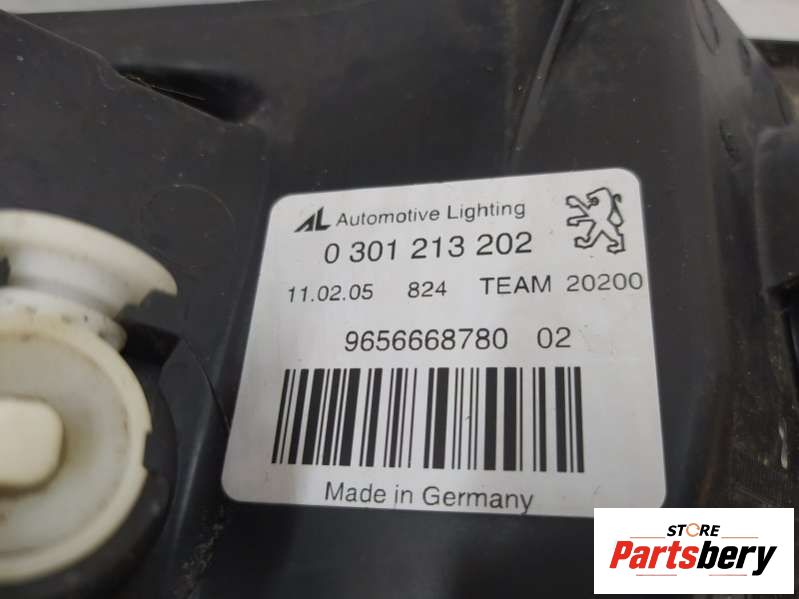 AL Automotive Lighting
0 301 213 202
11.02.05 824 TEAM 20200
9656668780 02
Made in Germany
STORE
Partsbery